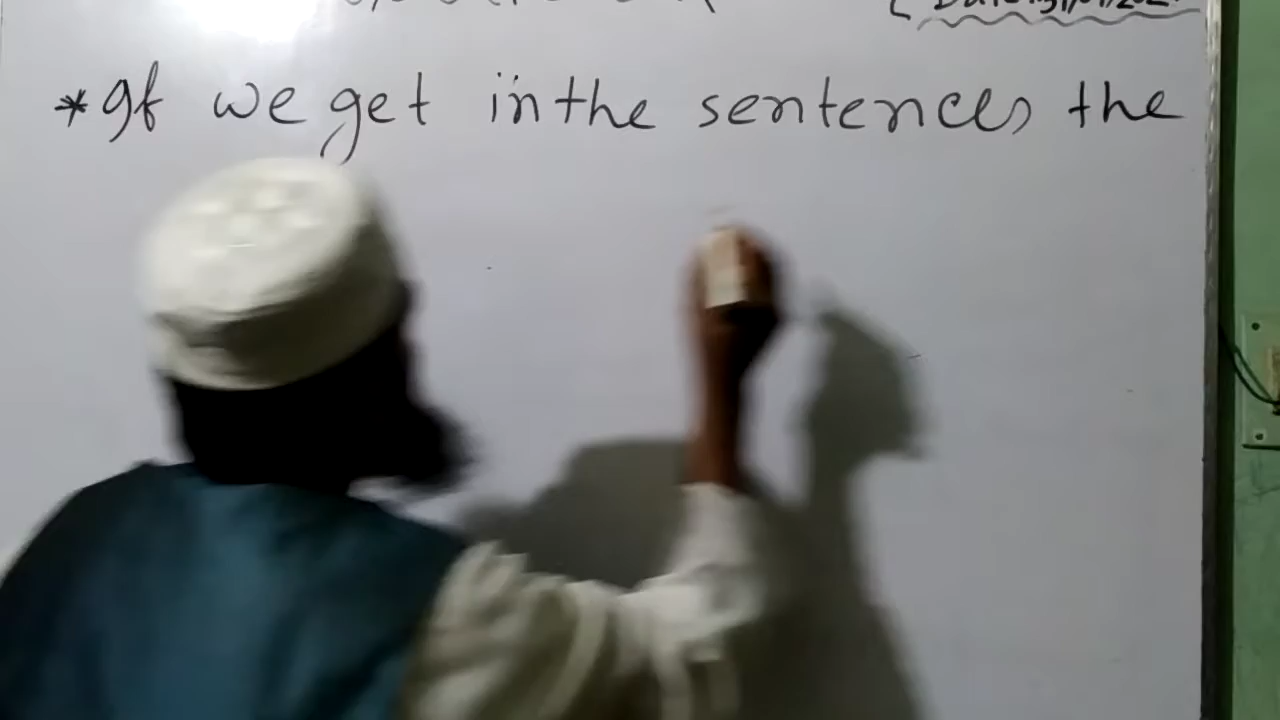 *If we get in the sentences, the